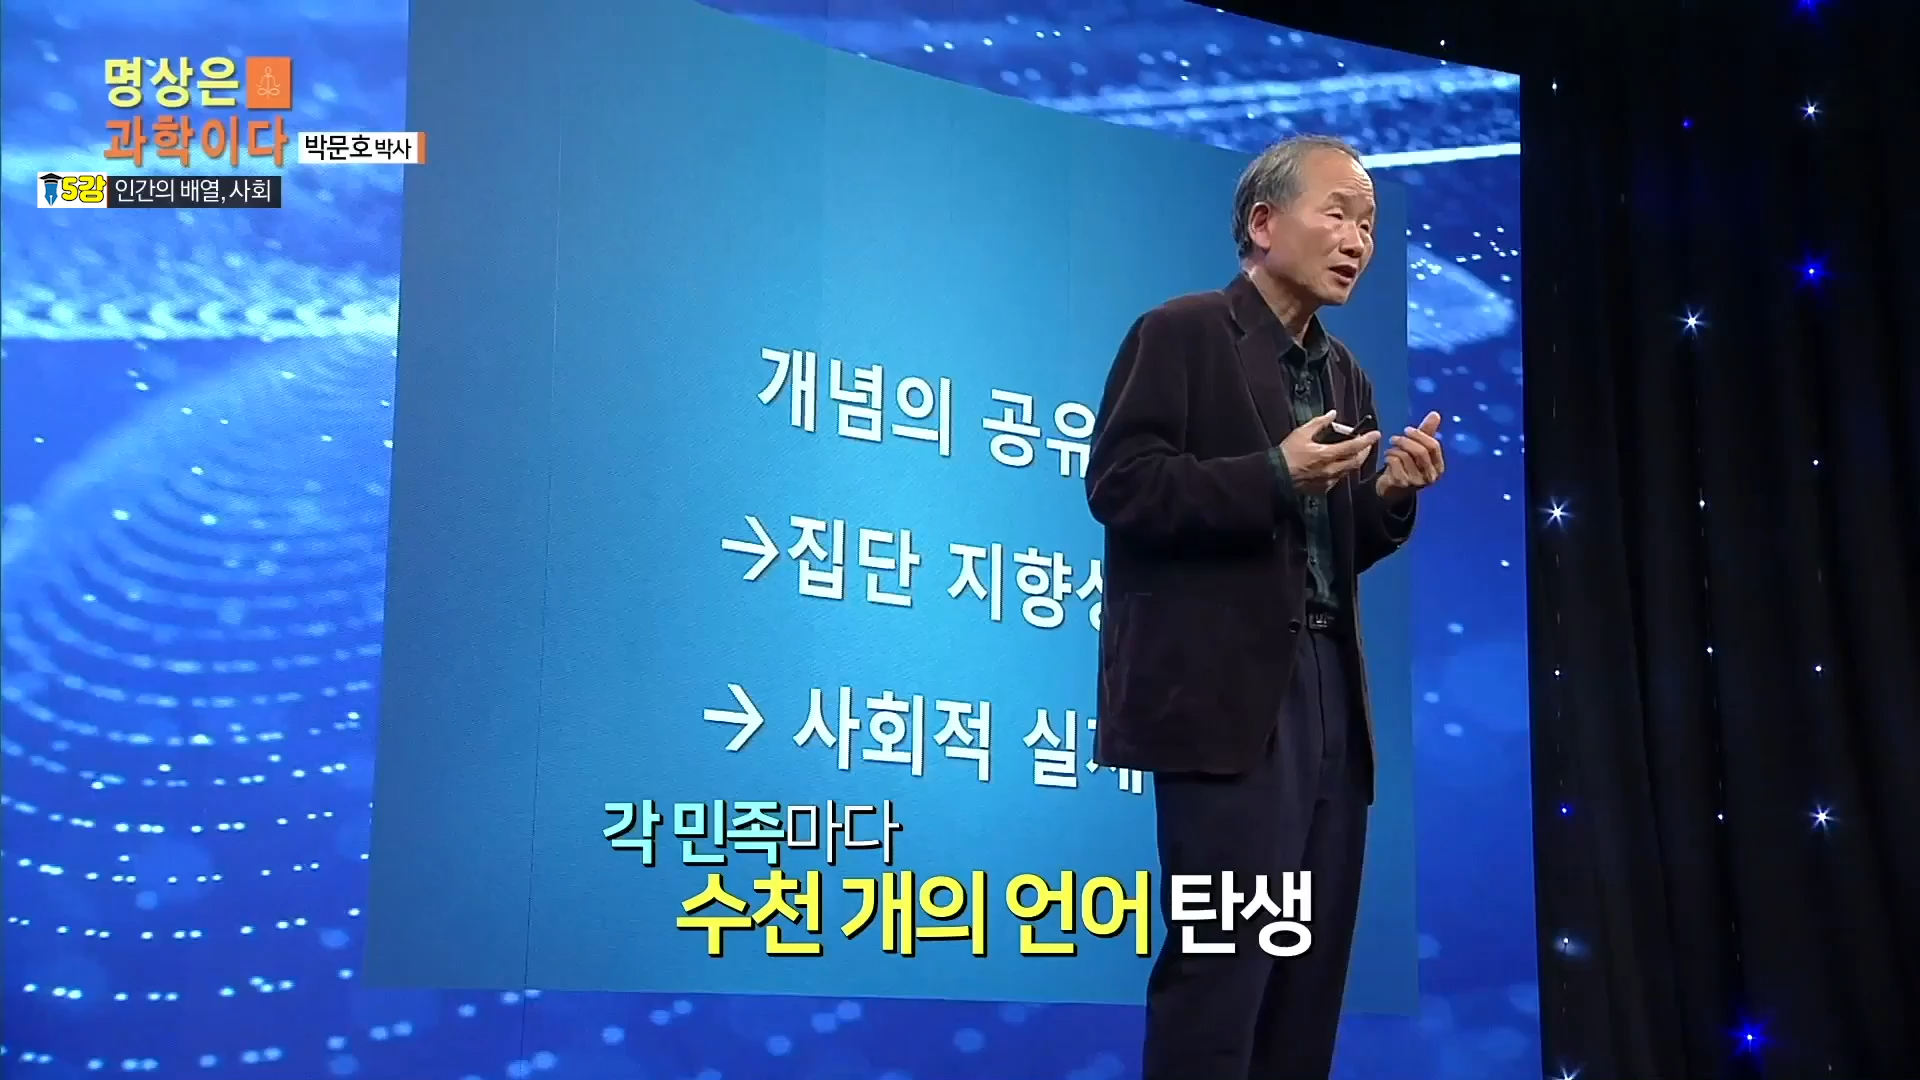 명상은
과학이다
박문호 박사
5강 인간의 배열, 사회
개념의 공유
→집단 지향성
→ 사회적 실재
각 민족마다
수천 개의 언어 탄생